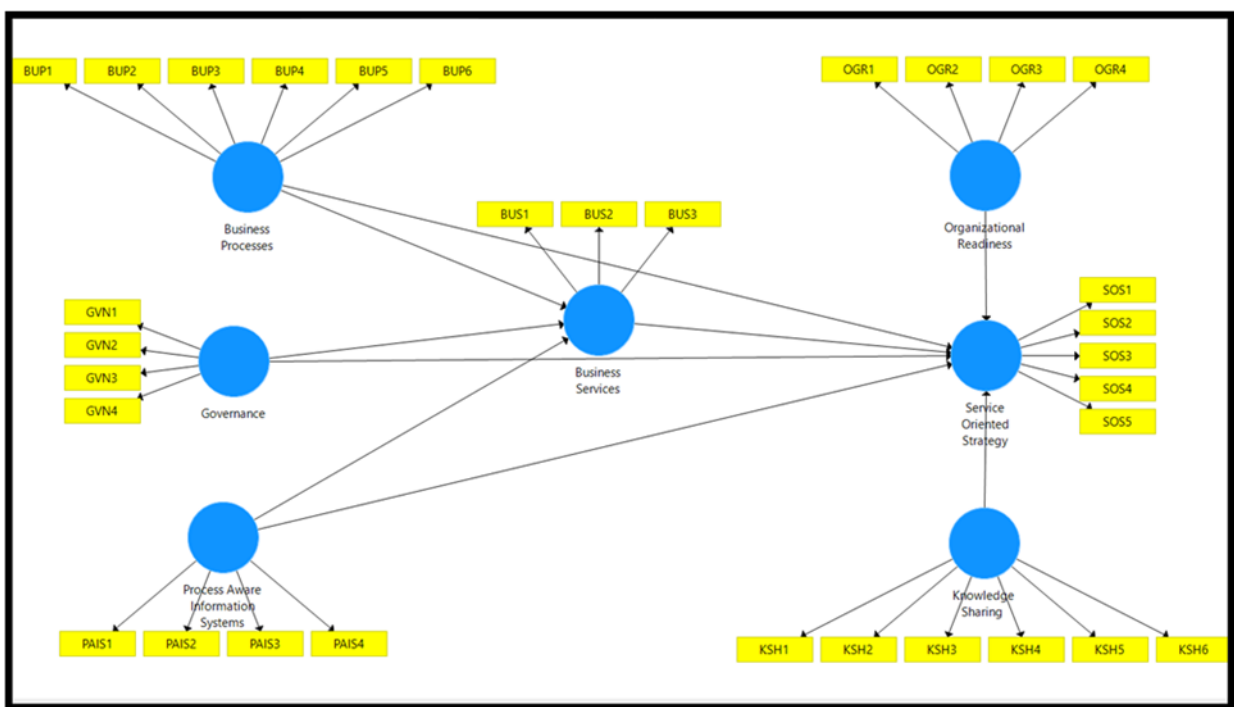 BUP1
BUP2
BUP3
BUP4
BUP5
BUP6
OGR1
OGR2
OGR3
OGR4
Business
Processes
BUS1
BUS2
BUS3
Organizational
Readiness
GVN1
GVN2
GVN3
GVN4
Governance
Business
Services
SOS1
SOS2
SOS3
SOS4
SOS5
Service
Oriented
Strategy
Process Aware
Information
Systems
PAIS1
PAIS2
PAIS3
PAIS4
Knowledge
Sharing
KSH1
KSH2
KSH3
KSH4
KSH5
KSH6